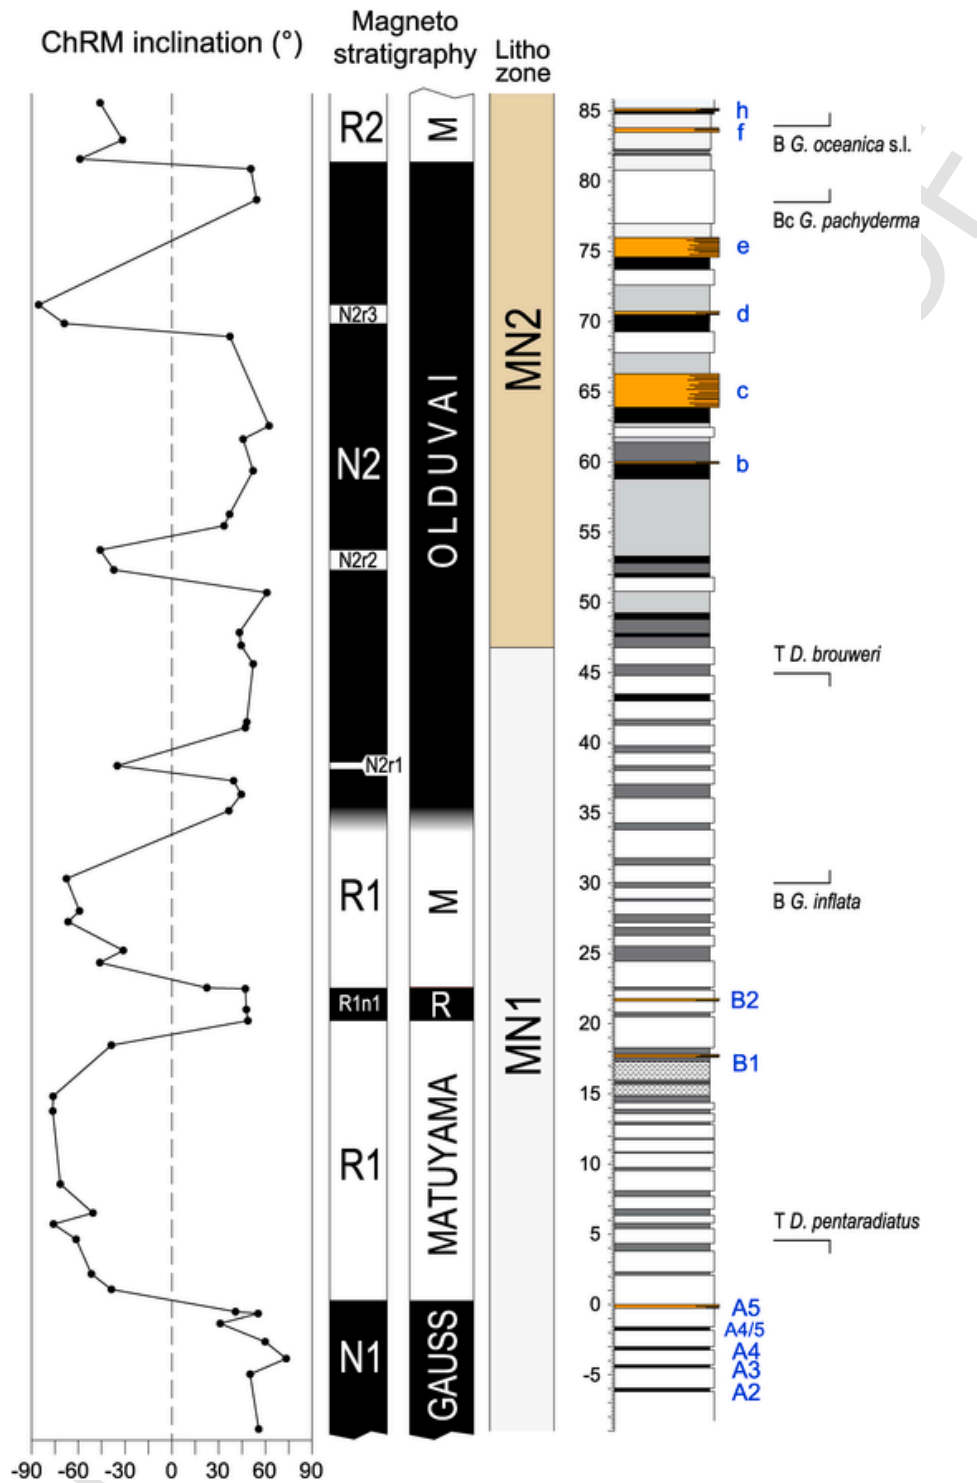 ChRM inclination (°)
Magneto
stratigraphy
Litho
zone
R2
M
N2r3
N2
N2r2
N2r1
OLDUVAI
R1
M
R1n1
R
R1
MATUYAMA
N1
GAUSS
MN2
MN1
85
80
75
70
65
60
55
50
45
40
35
30
25
20
15
10
5
0
-5
h
f
e
d
c
b
B2
B1
A5
A4/5
A4
A3
A2
B G. oceanica s.l.
Bc G. pachyderma
T D. brouweri
B G. inflata
T D. pentaradiatus
-90 -60 -30 0 30 60 90